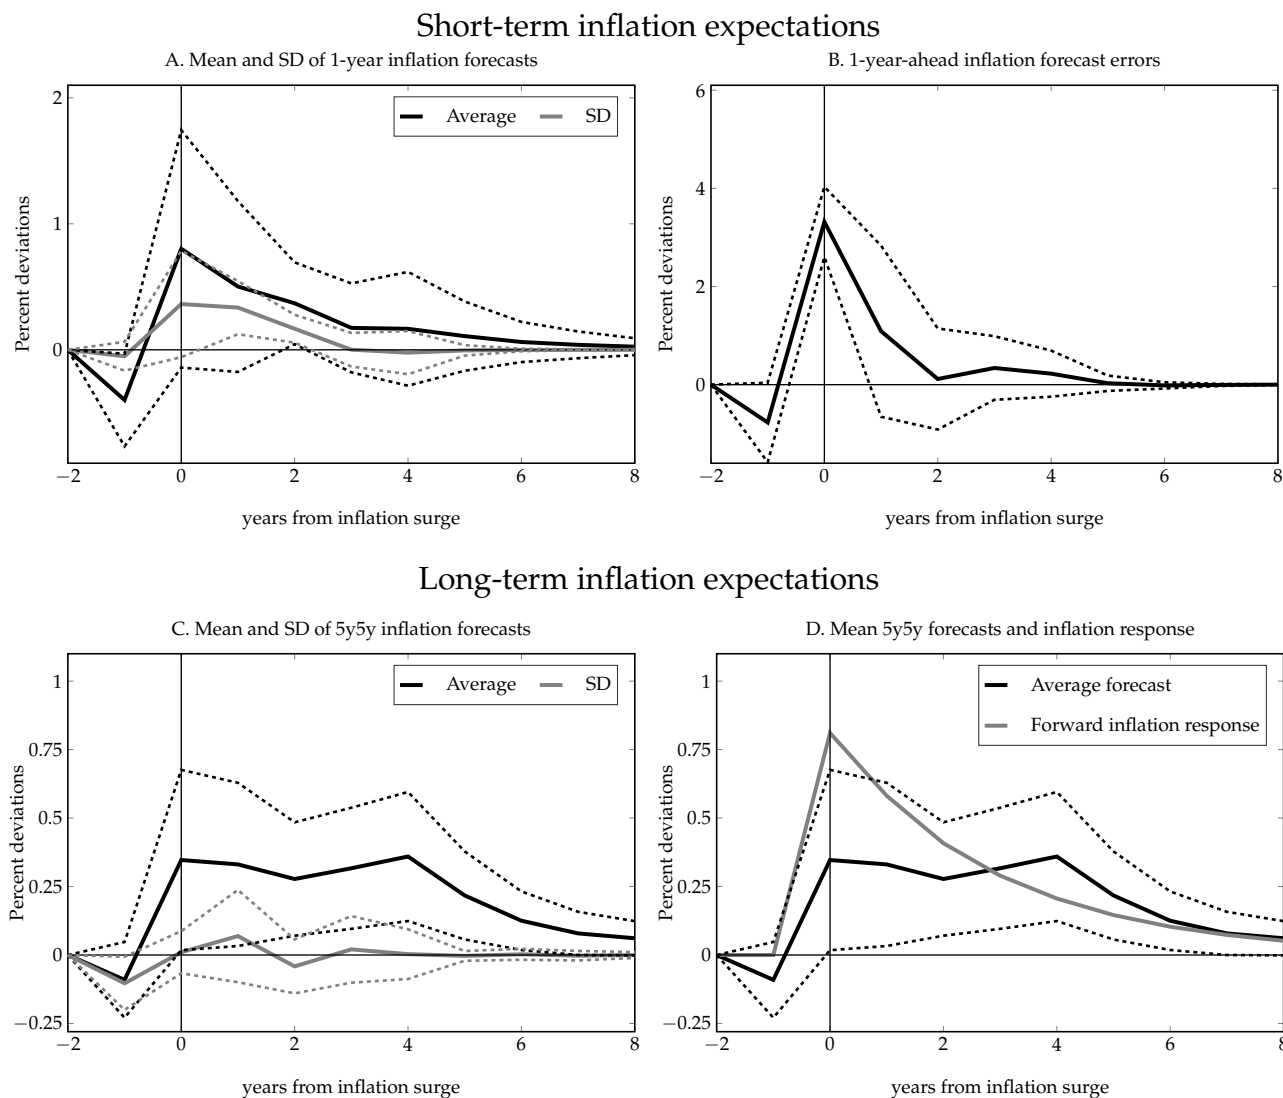 Short-term inflation expectations
A. Mean and SD of 1-year inflation forecasts
Percent deviations
2
1
0
Average SD
−2 0 2 4 6 8
years from inflation surge
B. 1-year-ahead inflation forecast errors
Percent deviations
6
4
2
0
−2 0 2 4 6 8
years from inflation surge
Long-term inflation expectations
C. Mean and SD of 5y5y inflation forecasts
Percent deviations
1
0.75
0.5
0.25
0
−0.25
Average SD
−2 0 2 4 6 8
years from inflation surge
D. Mean 5y5y forecasts and inflation response
Percent deviations
1
0.75
0.5
0.25
0
−0.25
Average forecast
Forward inflation response
−2 0 2 4 6 8
years from inflation surge